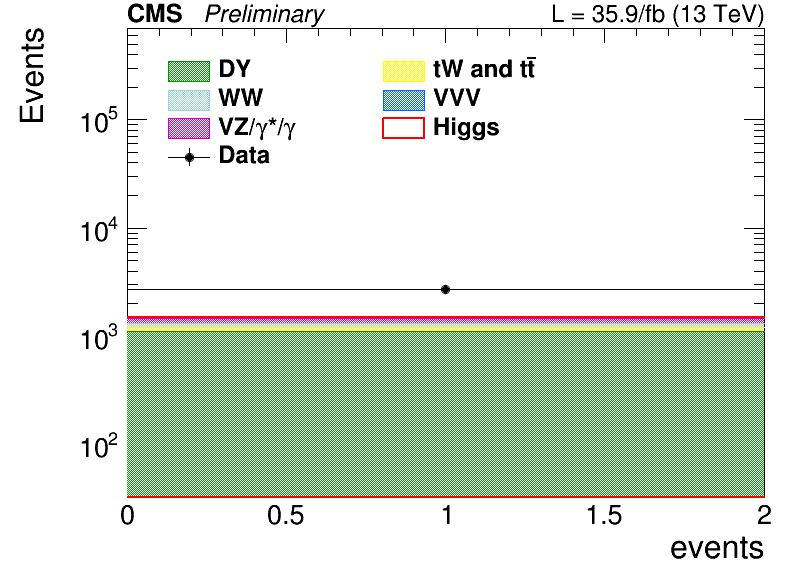 CMS Preliminary L = 35.9/fb (13 TeV)
Events
DY tW and tt̄
WW VVV
VZ/γ*/γ Higgs
Data
10⁵
10⁴
10³
10²
0 0.5 1 1.5 2
events